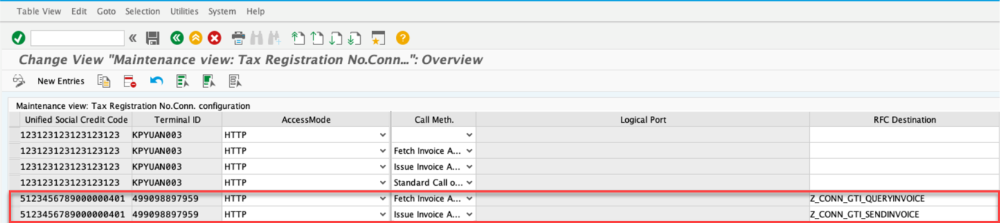 Table View Edit Goto Selection Utilities System Help
Change View "Maintenance view: Tax Registration No.Conn...": Overview
New Entries
Maintenance view: Tax Registration No.Conn. configuration
Unified Social Credit Code Terminal ID AccessMode Call Meth. Logical Port RFC Destination
123123123123123123 KPYUAN003 HTTP
123123123123123123 KPYUAN003 HTTP Fetch Invoice A...
123123123123123123 KPYUAN003 HTTP Issue Invoice A...
123123123123123123 KPYUAN003 HTTP Standard Call o...
5123456789000000401 499098897959 HTTP Fetch Invoice A... Z_CONN_GTI_QUERYINVOICE
5123456789000000401 499098897959 HTTP Issue Invoice A... Z_CONN_GTI_SENDINVOICE